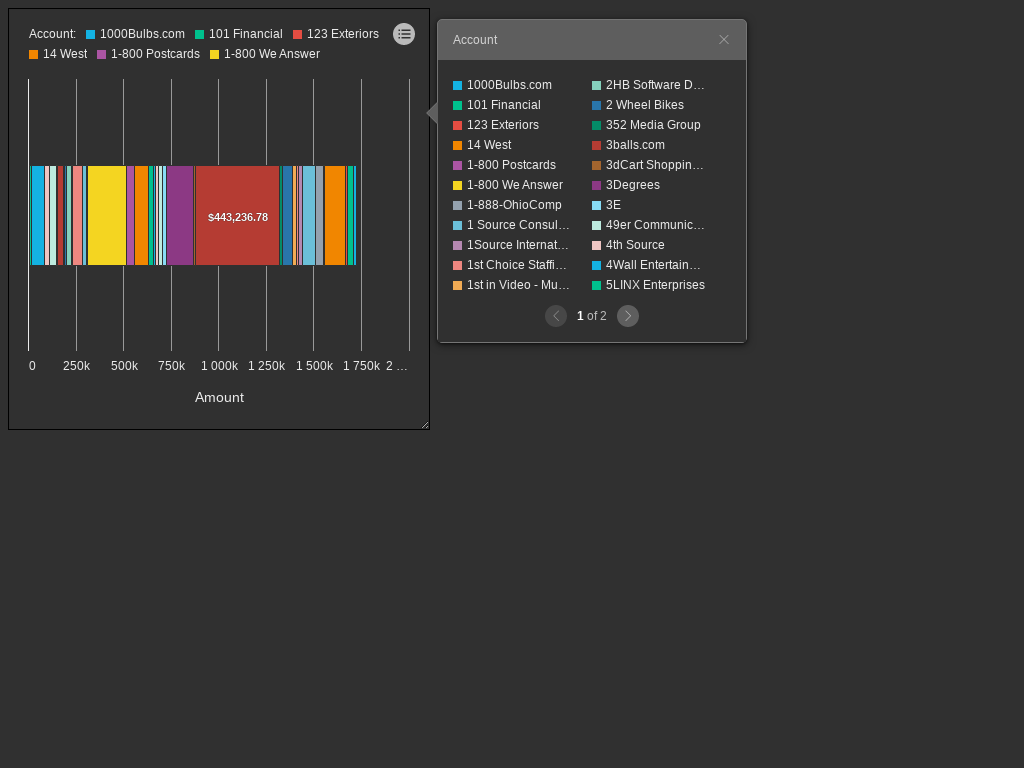 Account: 1000Bulbs.com 101 Financial 123 Exteriors
14 West 1-800 Postcards 1-800 We Answer
$443,236.78
0 250k 500k 750k 1 000k 1 250k 1 500k 1 750k 2 ...
Amount
Account
1000Bulbs.com
101 Financial
123 Exteriors
14 West
1-800 Postcards
1-800 We Answer
1-888-OhioComp
1 Source Consul...
1Source Internat...
1st Choice Staffi...
1st in Video - Mu...
2HB Software D...
2 Wheel Bikes
352 Media Group
3balls.com
3dCart Shoppin...
3Degrees
3E
49er Communic...
4th Source
4Wall Entertain...
5LINX Enterprises
1 of 2